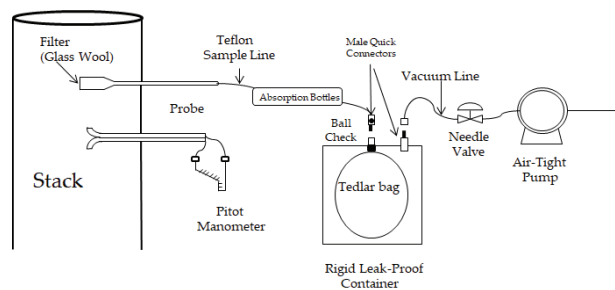 Filter
(Glass Wool)
Teflon
Sample Line
Male Quick
Connectors
Vacuum Line
Absorption Bottles
Probe
Ball
Check
Needle
Valve
Air-Tight
Pump
Stack
Tedlar bag
Pitot
Manometer
Rigid Leak-Proof
Container